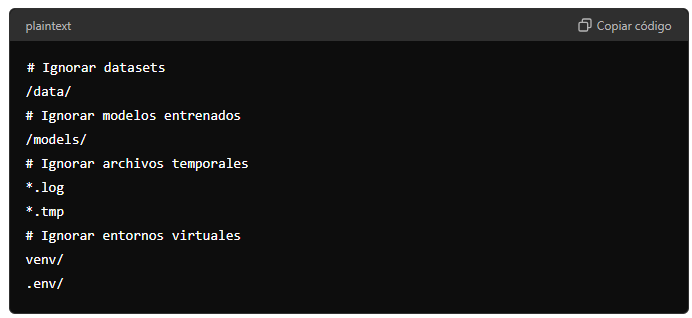 plaintext
Copiar código
# Ignorar datasets
/data/
# Ignorar modelos entrenados
/models/
# Ignorar archivos temporales
*.log
*.tmp
# Ignorar entornos virtuales
venv/
.env/